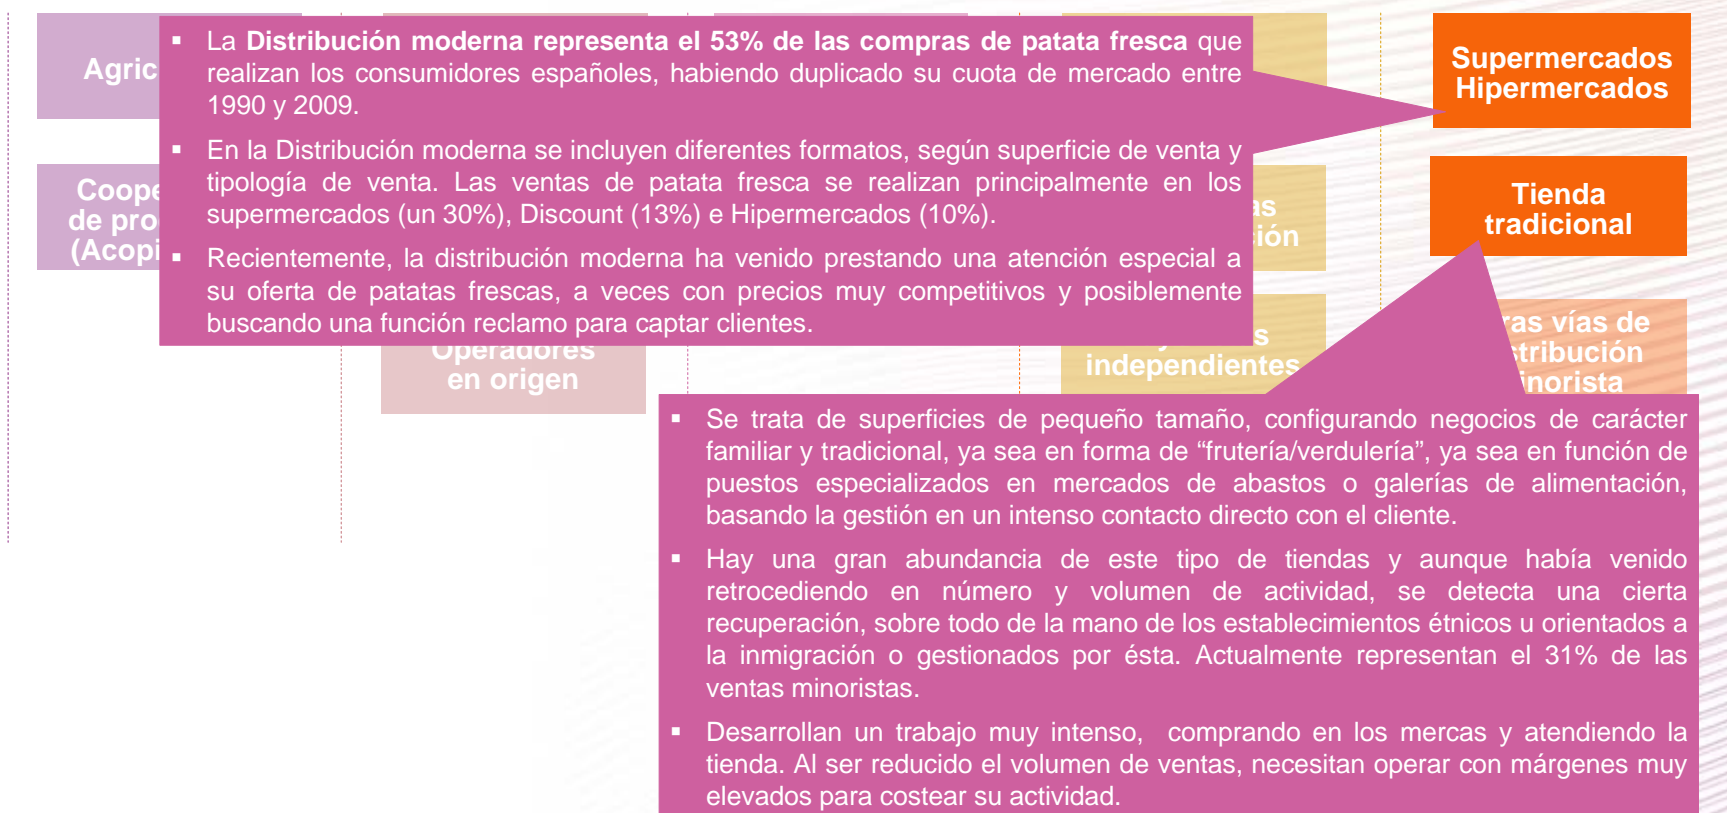 ▪ La Distribución moderna representa el 53% de las compras de patata fresca que
realizan los consumidores españoles, habiendo duplicado su cuota de mercado entre
1990 y 2009.
▪ En la Distribución moderna se incluyen diferentes formatos, según superficie de venta y
tipología de venta. Las ventas de patata fresca se realizan principalmente en los
supermercados (un 30%), Discount (13%) e Hipermercados (10%).
▪ Recientemente, la distribución moderna ha venido prestando una atención especial a
su oferta de patatas frescas, a veces con precios muy competitivos y posiblemente
buscando una función reclamo para captar clientes.
Supermercados
Hipermercados
Tienda
tradicional
de
(Acopi
Operadores
en origen
independientes
vías de
▪ Se trata de superficies de pequeño tamaño, configurando negocios de carácter
familiar y tradicional, ya sea en forma de “frutería/verdulería”, ya sea en función de
puestos especializados en mercados de abastos o galerías de alimentación,
basando la gestión en un intenso contacto directo con el cliente.
▪ Hay una gran abundancia de este tipo de tiendas y aunque había venido
retrocediendo en número y volumen de actividad, se detecta una cierta
recuperación, sobre todo de la mano de los establecimientos étnicos u orientados a
la inmigración o gestionados por ésta. Actualmente representan el 31% de las
ventas minoristas.
▪ Desarrollan un trabajo muy intenso, comprando en los mercas y atendiendo la
tienda. Al ser reducido el volumen de ventas, necesitan operar con márgenes muy
elevados para costear su actividad.